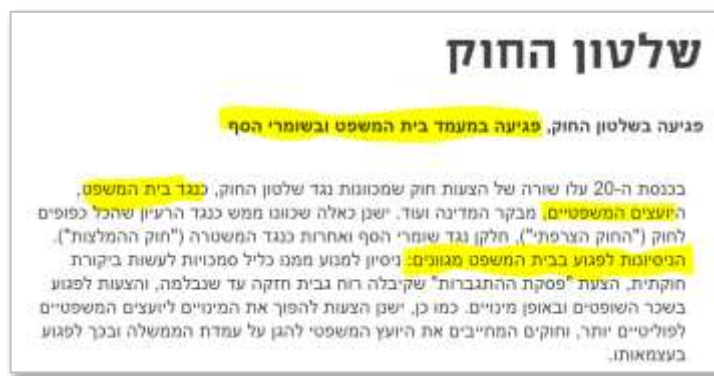 שלטון החוק
פגיעה בשלטון החוק, פגיעה במעמד בית המשפט ובשומרי הסף
בכנסת ה-20 עלו שורה של הצעות חוק שמכוונות נגד שלטון החוק, כנגד בית המשפט,
היועצים המשפטיים, מבקר המדינה ועוד. ישנן כאלה שכוונו ממש כנגד הרעיון שהכל כפופים
לחוק ("החוק הצרפתי"), חלקן נגד שומרי הסף ואחרות כנגד המשטרה ("חוק ההמלצות").
הניסיונות לפגוע בבית המשפט מגוונים: ניסיון למנוע ממנו כליל סמכויות לעשות ביקורת
חוקתית, הצעת "פסקת ההתגברות" שקיבלה רוח גבית חזקה עד שנבלמה, והצעות לפגוע
בשכר השופטים ובאופן מינויים. כמו כן, ישנן הצעות להפוך את המינויים ליועצים המשפטיים
לפוליטיים יותר, וחוקים המחייבים את היועץ המשפטי להגן על עמדת הממשלה ובכך לפגוע
בעצמאותו.